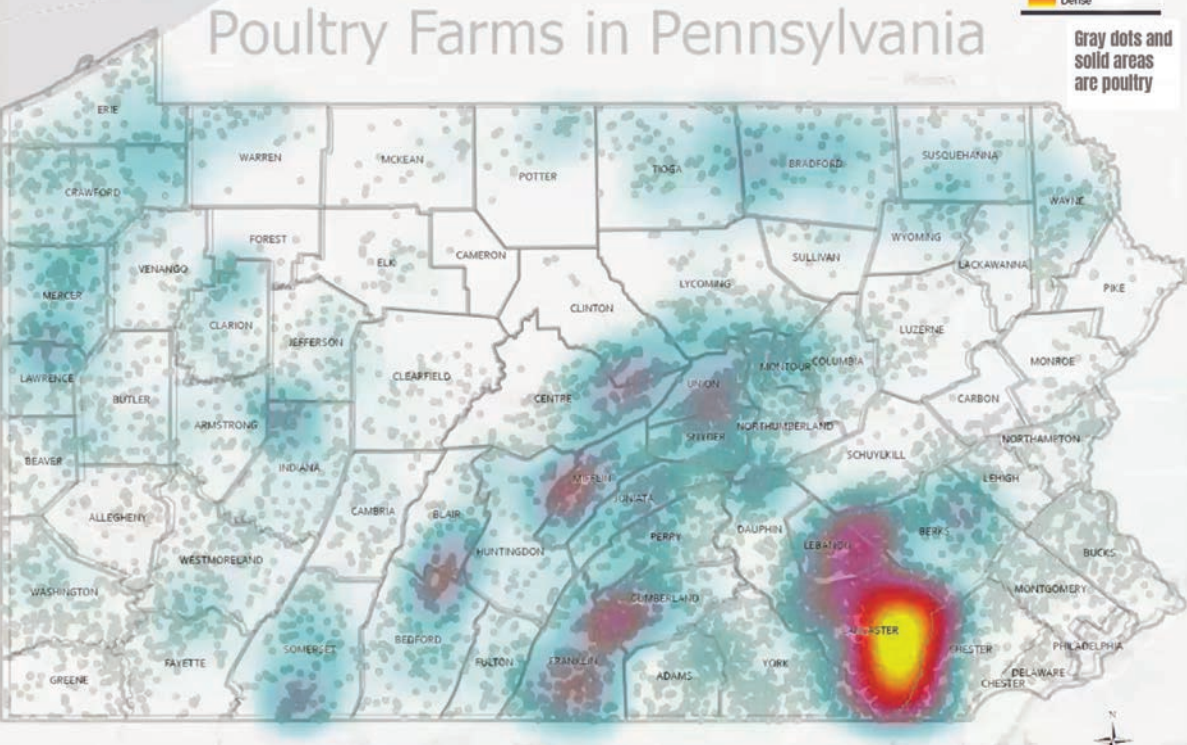 Dense
Poultry Farms in Pennsylvania
Gray dots and
solid areas
are poultry
ERIE
WARREN
MCKEAN
POTTER
TIOGA
BRADFORD
SUSQUEHANNA
CRAWFORD
WAYNE
FOREST
WYOMING
VENANGO
ELK
CAMERON
SULLIVAN
LACKAWANNA
MERCER
LYCOMING
PIKE
CLINTON
CLARION
JEFFERSON
LUZERNE
MONTOUR
COLUMBIA
MONROE
LAWRENCE
CLEARFIELD
UNION
BUTLER
CENTRE
CARBON
ARMSTRONG
NORTHUMBERLAND
SNYDER
NORTHAMPTON
BEAVER
INDIANA
SCHUYLKILL
MIFFLIN
LEHIGH
JUNIATA
ALLEGHENY
CAMBRIA
BLAIR
DAUPHIN
BERKS
PERRY
LEBANON
HUNTINGDON
BUCKS
WESTMORELAND
WASHINGTON
CUMBERLAND
MONTGOMERY
LANCASTER
BEDFORD
SOMERSET
CHESTER
PHILADELPHIA
FAYETTE
FULTON
FRANKLIN
YORK
GREENE
ADAMS
DELAWARE
CHESTER
N